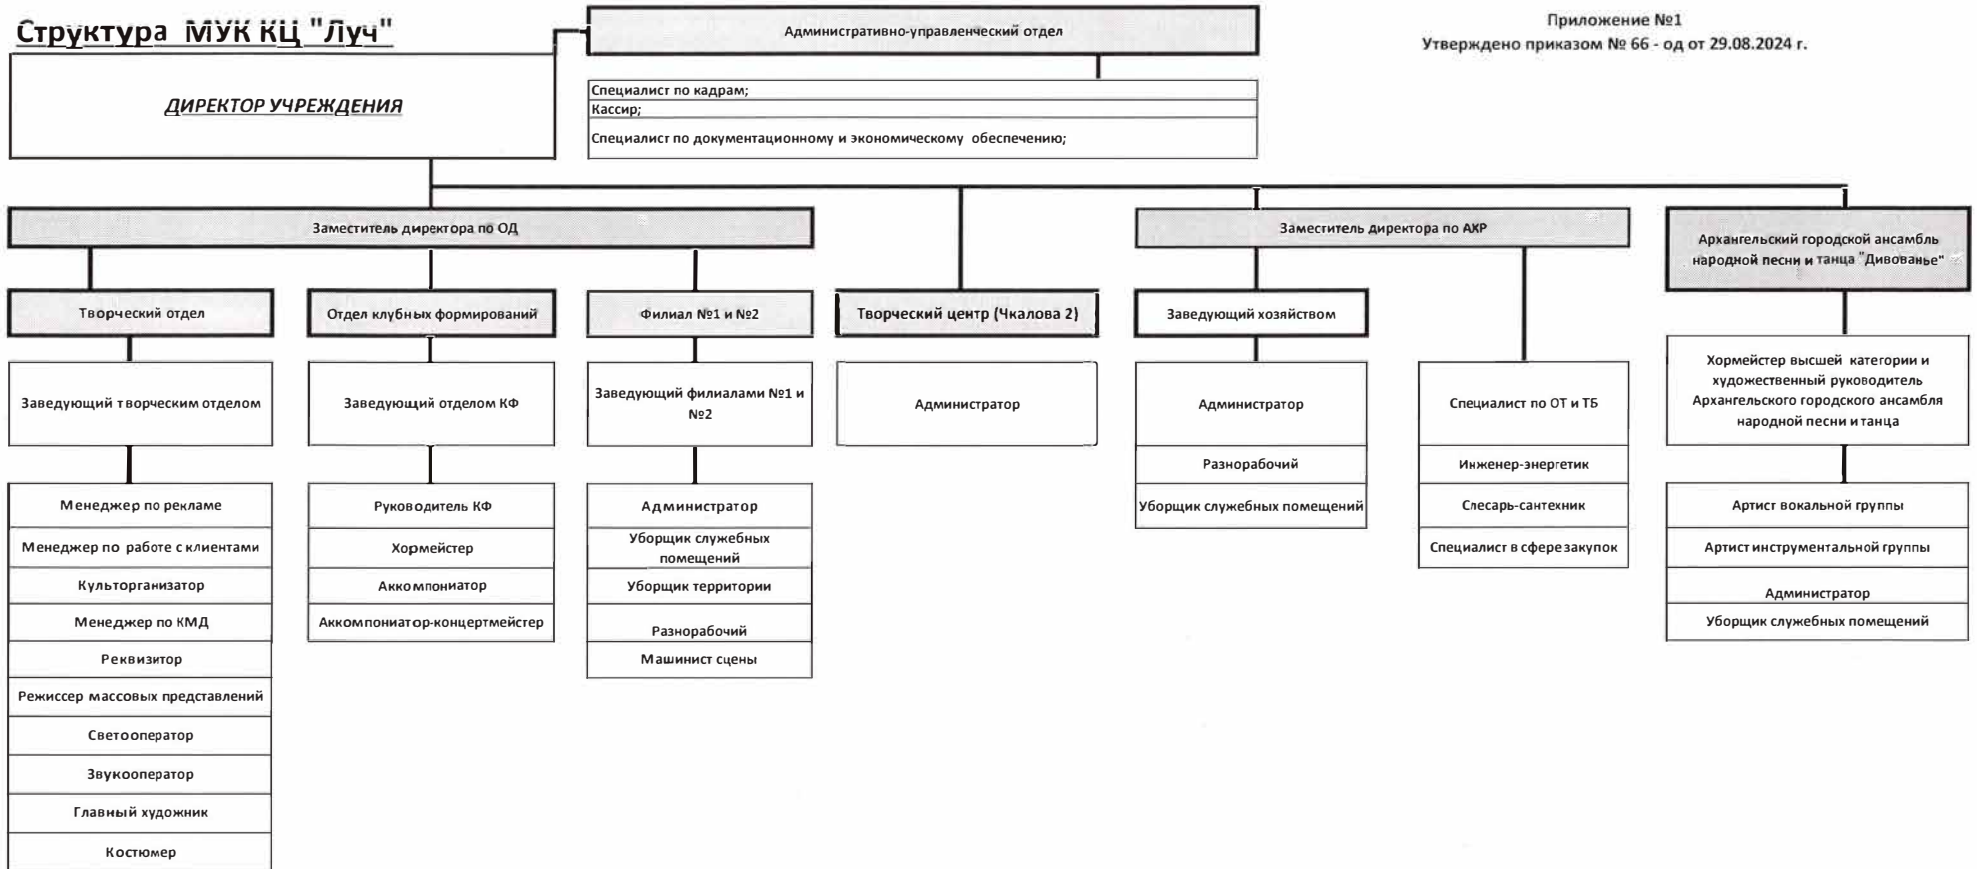 Структура МУК КЦ "Луч"
Приложение №1
Утверждено приказом № 66 - од от 29.08.2024 г.
ДИРЕКТОР УЧРЕЖДЕНИЯ
Административно-управленческий отдел
Специалист по кадрам;
Кассир;
Специалист по документационному и экономическому обеспечению;
Заместитель директора по ОД
Творческий отдел
Заведующий творческим отделом
Менеджер по рекламе
Менеджер по работе с клиентами
Культорганизатор
Менеджер по КМД
Реквизитор
Режиссер массовых представлений
Светооператор
Звукооператор
Главный художник
Костюмер
Отдел клубных формирований
Заведующий отделом КФ
Руководитель КФ
Хормейстер
Аккомпониатор
Аккомпониатор-концертмейстер
Филиал №1 и №2
Заведующий филиалами №1 и
№2
Администратор
Уборщик служебных
помещений
Уборщик территории
Разнорабочий
Машинист сцены
Творческий центр (Чкалова 2)
Администратор
Заместитель директора по АХР
Заведующий хозяйством
Администратор
Разнорабочий
Уборщик служебных помещений
Специалист по ОТ и ТБ
Инженер-энергетик
Слесарь-сантехник
Специалист в сфере закупок
Архангельский городской ансамбль
народной песни и танца "Дивованье"
Хормейстер высшей категории и
художественный руководитель
Архангельского городского ансамбля
народной песни и танца
Артист вокальной группы
Артист инструментальной группы
Администратор
Уборщик служебных помещений